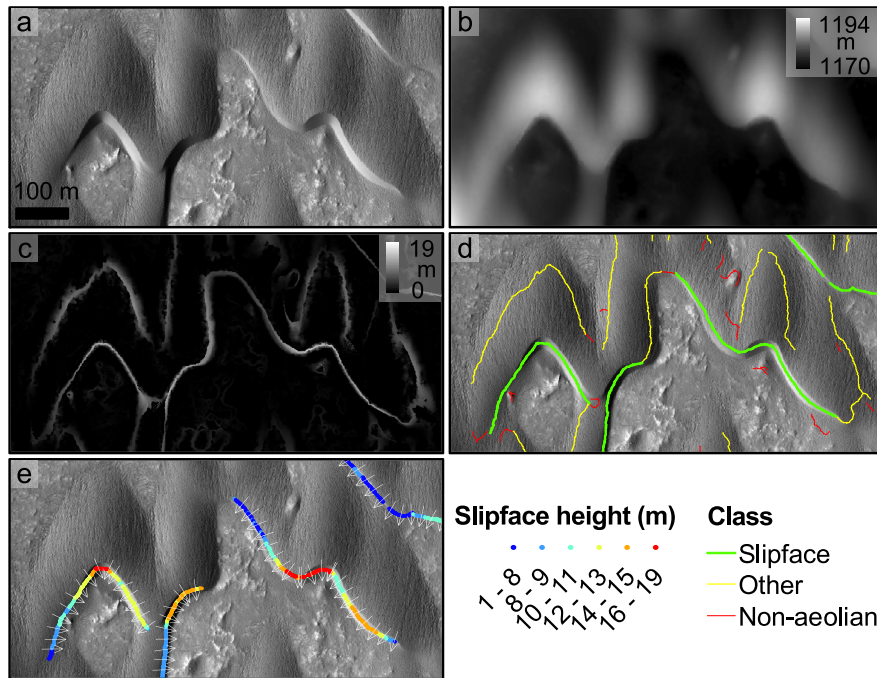 a
100 m
b
1194
m
1170
c
19
m
0
d
e
Slipface height (m)
1 - 8
8 - 9
10 - 11
12 - 13
14 - 15
16 - 19
Class
Slipface
Other
Non-aeolian